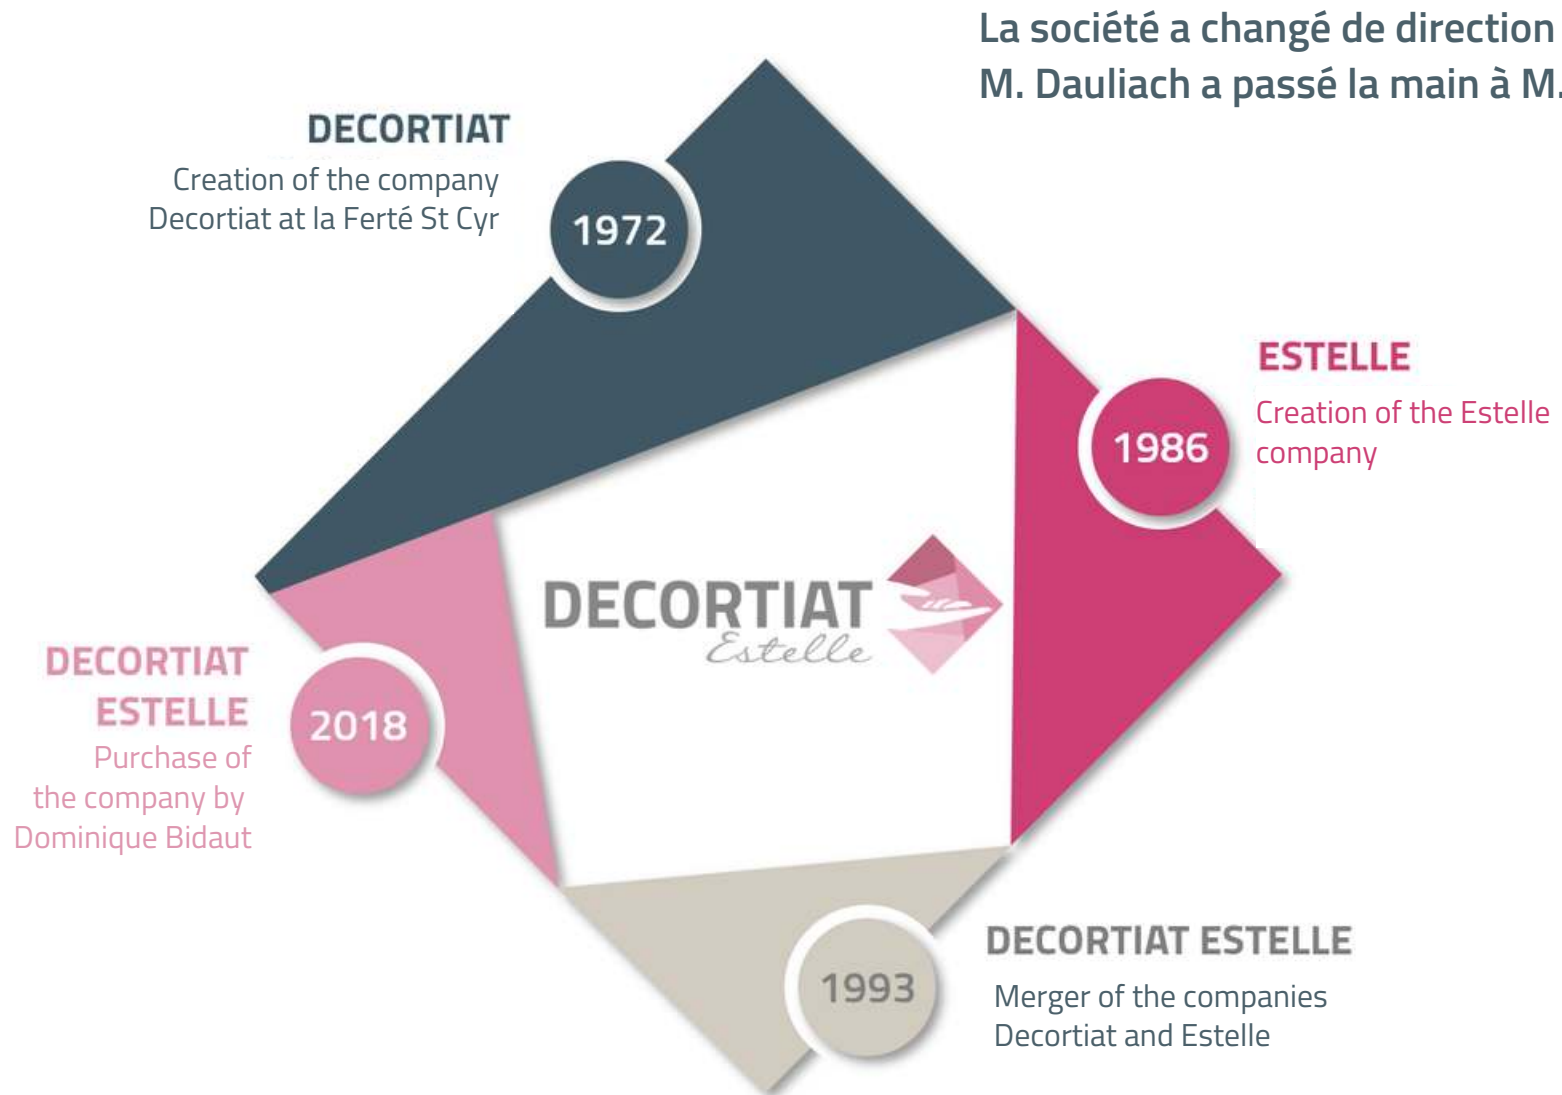 La société a changé de direction
M. Dauliach a passé la main à M.
DECORTIAT
Creation of the company
Decortiat at la Ferté St Cyr
1972
ESTELLE
Creation of the Estelle
company
1986
DECORTIAT
Estelle
DECORTIAT
ESTELLE
Purchase of
the company by
Dominique Bidaut
2018
1993
DECORTIAT ESTELLE
Merger of the companies
Decortiat and Estelle